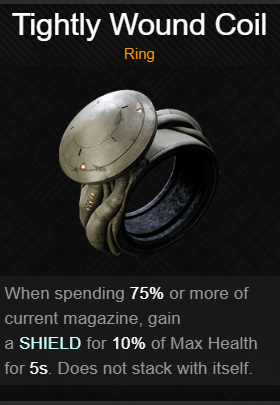 Tightly Wound Coil
Ring
When spending 75% or more of
current magazine, gain
a SHIELD for 10% of Max Health
for 5s. Does not stack with itself.